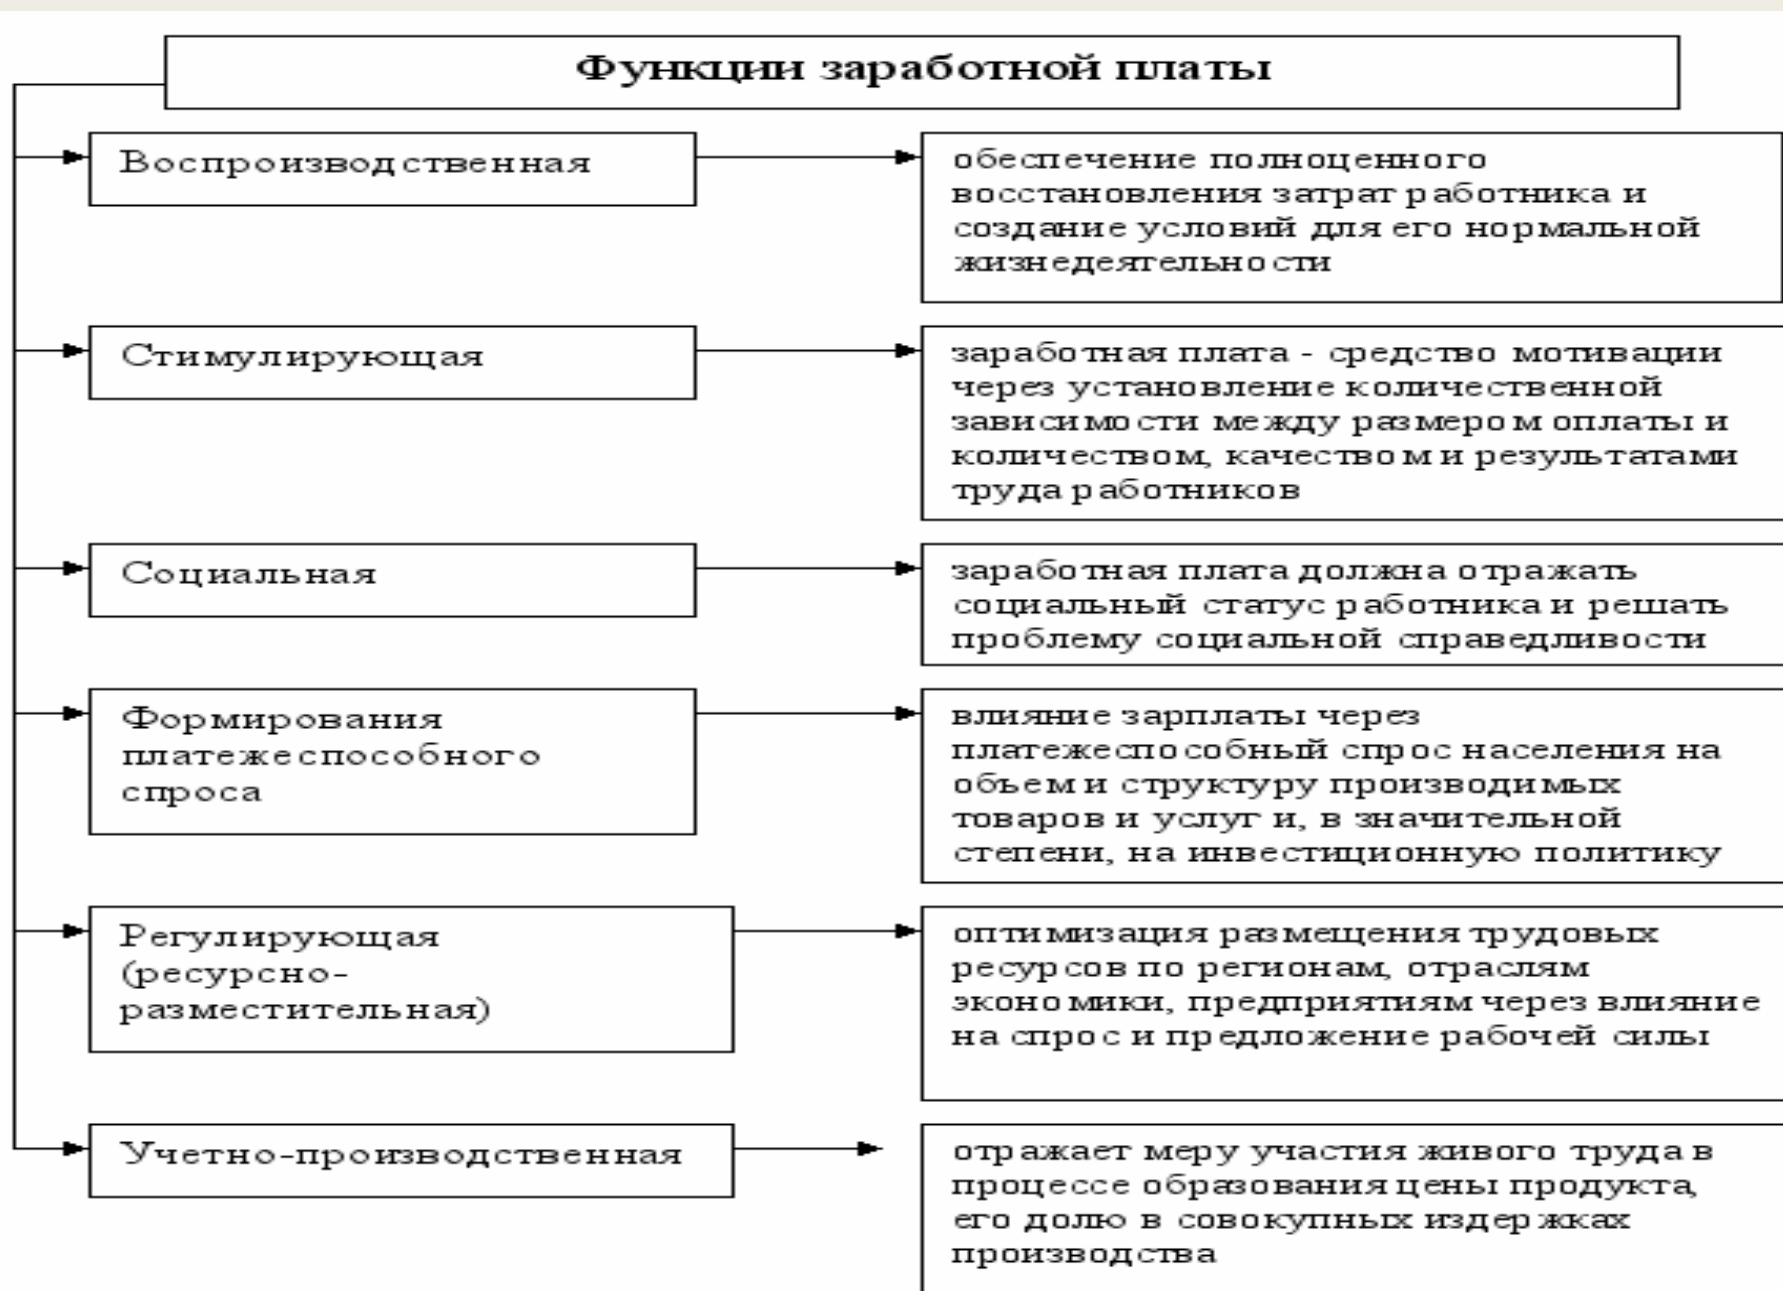 Функции заработной платы
Воспроизводственная
обеспечение полноценного
восстановления затрат работника и
создание условий для его нормальной
жизнедеятельности
Стимулирующая
заработная плата - средство мотивации
через установление количественной
зависимости между размером оплаты и
количеством, качеством и результатами
труда работников
Социальная
заработная плата должна отражать
социальный статус работника и решать
проблему социальной справедливости
Формирования
платежеспособного
спроса
влияние зарплаты через
платежеспособный спрос населения на
объем и структуру производимых
товаров и услуг и, в значительной
степени, на инвестиционную политику
Регулирующая
(ресурсно-
разместительная)
оптимизация размещения трудовых
ресурсов по регионам, отраслям
экономики, предприятиям через влияние
на спрос и предложение рабочей силы
Учетно-производственная
отражает меру участия живого труда в
процессе образования цены продукта,
его долю в совокупных издержках
производства